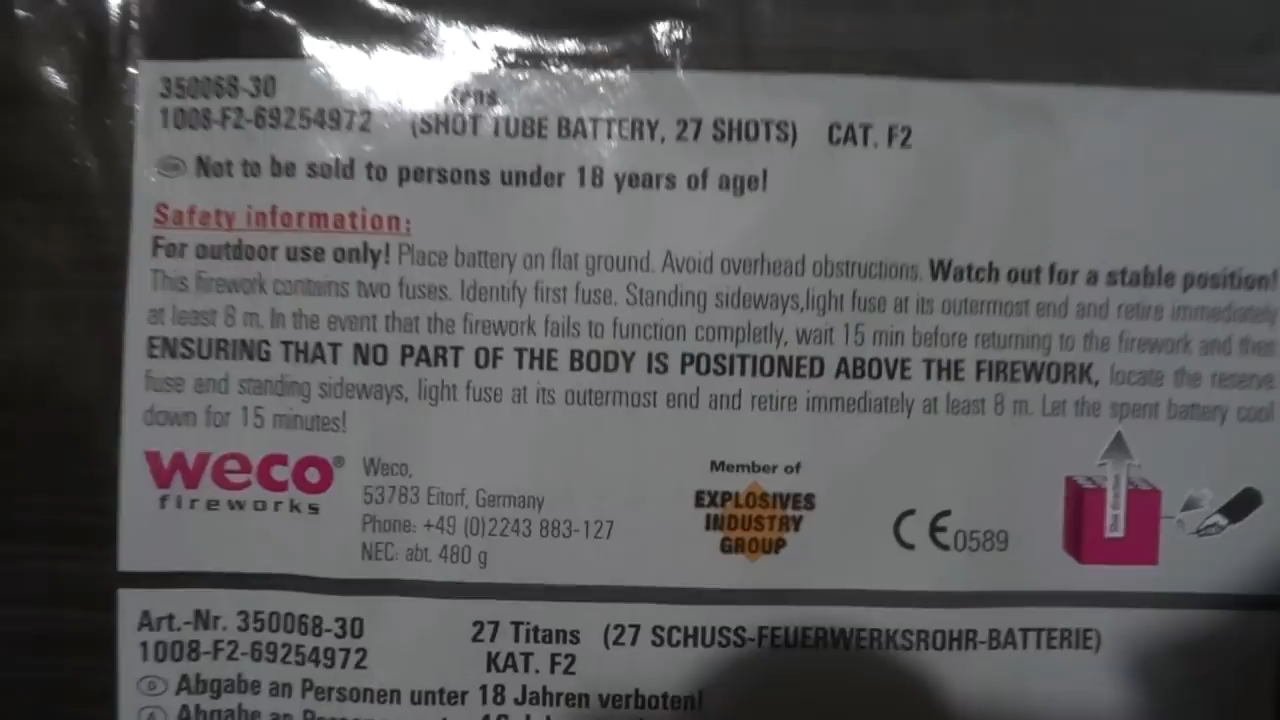 350068-30
1008-F2-69254972 (SHOT TUBE BATTERY, 27 SHOTS) CAT. F2
Not to be sold to persons under 18 years of age!
Safety information:
For outdoor use only! Place battery on flat ground. Avoid overhead obstructions. Watch out for a stable position!
This firework contains two fuses. Identify first fuse. Standing sideways,light fuse at its outermost end and retire immediately
at least 8 m. In the event that the firework fails to function completly, wait 15 min before returning to the firework and then
ENSURING THAT NO PART OF THE BODY IS POSITIONED ABOVE THE FIREWORK, locate the reserve
fuse and standing sideways, light fuse at its outermost end and retire immediately at least 8 m. Let the spent battery cool
down for 15 minutes!
weco®
fireworks
Weco,
53783 Eitorf, Germany
Phone: +49 (0)2243 883-127
NEC: abt. 480 g
Member of
EXPLOSIVES
INDUSTRY
GROUP
CE0589
Art.-Nr. 350068-30 27 Titans (27 SCHUSS-FEUERWERKSROHR-BATTERIE)
1008-F2-69254972 KAT. F2
D Abgabe an Personen unter 18 Jahren verboten!
A Abgabe an